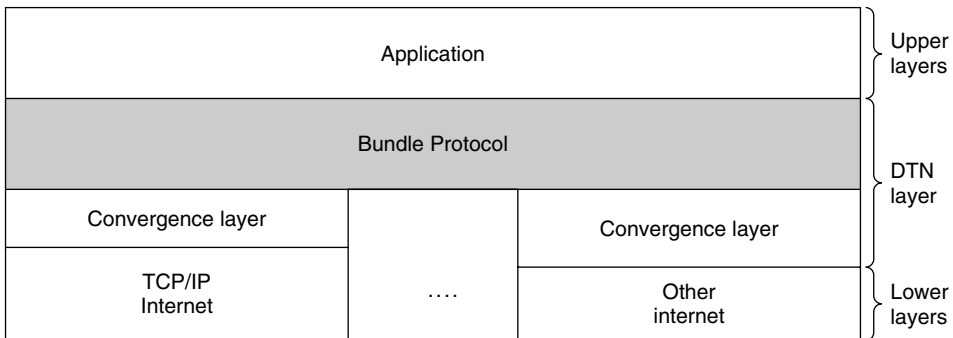 Application
Upper
layers
Bundle Protocol
DTN
layer
Convergence layer
Convergence layer
TCP/IP
Internet
....
Other
internet
Lower
layers